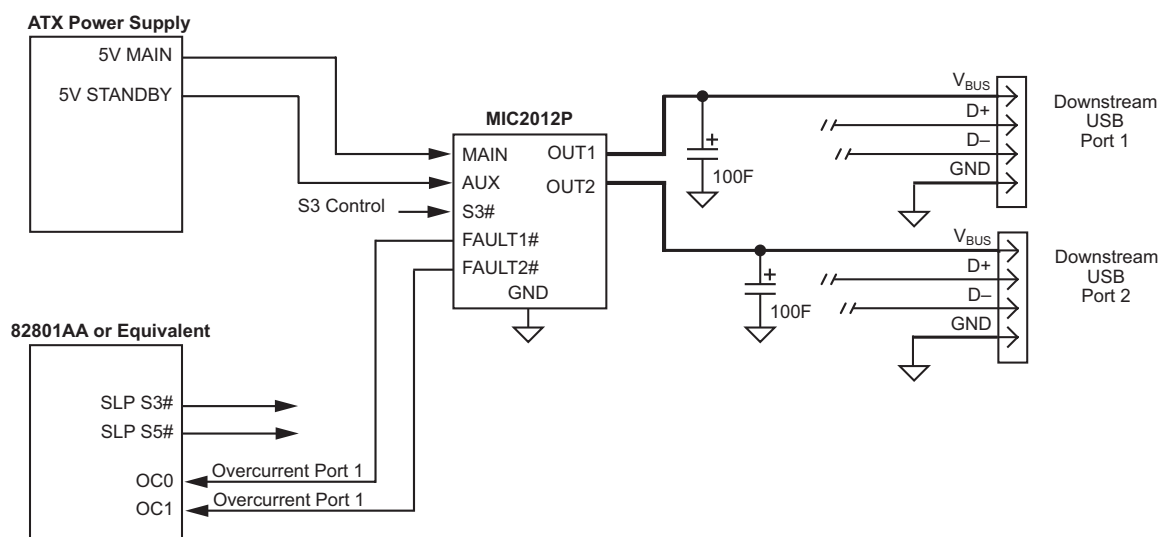 ATX Power Supply
5V MAIN
5V STANDBY
MIC2012P
MAIN
AUX
S3#
FAULT1#
FAULT2#
GND
OUT1
OUT2
S3 Control
100F
+
100F
+
VBUS
D+
D–
GND
Downstream
USB
Port 1
VBUS
D+
D–
GND
Downstream
USB
Port 2
82801AA or Equivalent
SLP S3#
SLP S5#
OC0
OC1
Overcurrent Port 1
Overcurrent Port 1